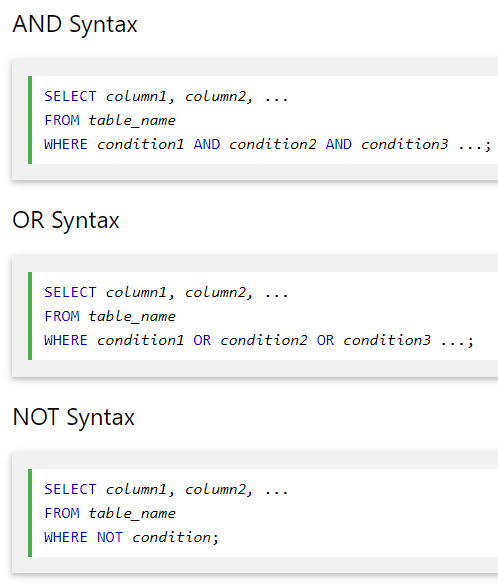 AND Syntax
SELECT column1, column2, ...
FROM table_name
WHERE condition1 AND condition2 AND condition3 ...;
OR Syntax
SELECT column1, column2, ...
FROM table_name
WHERE condition1 OR condition2 OR condition3 ...;
NOT Syntax
SELECT column1, column2, ...
FROM table_name
WHERE NOT condition;